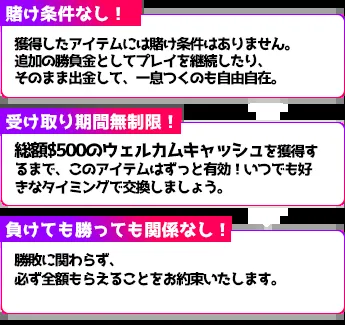 賭け条件なし！
獲得したアイテムには賭け条件はありません。
追加の勝負金としてプレイを継続したり、
そのまま出金して、一息つくのも自由自在。
受け取り期間無制限！
総額$500のウェルカムキャッシュを獲得す
るまで、このアイテムはずっと有効！いつでも好
きなタイミングで交換しましょう。
負けても勝っても関係なし！
勝敗に関わらず、
必ず全額もらえることをお約束いたします。